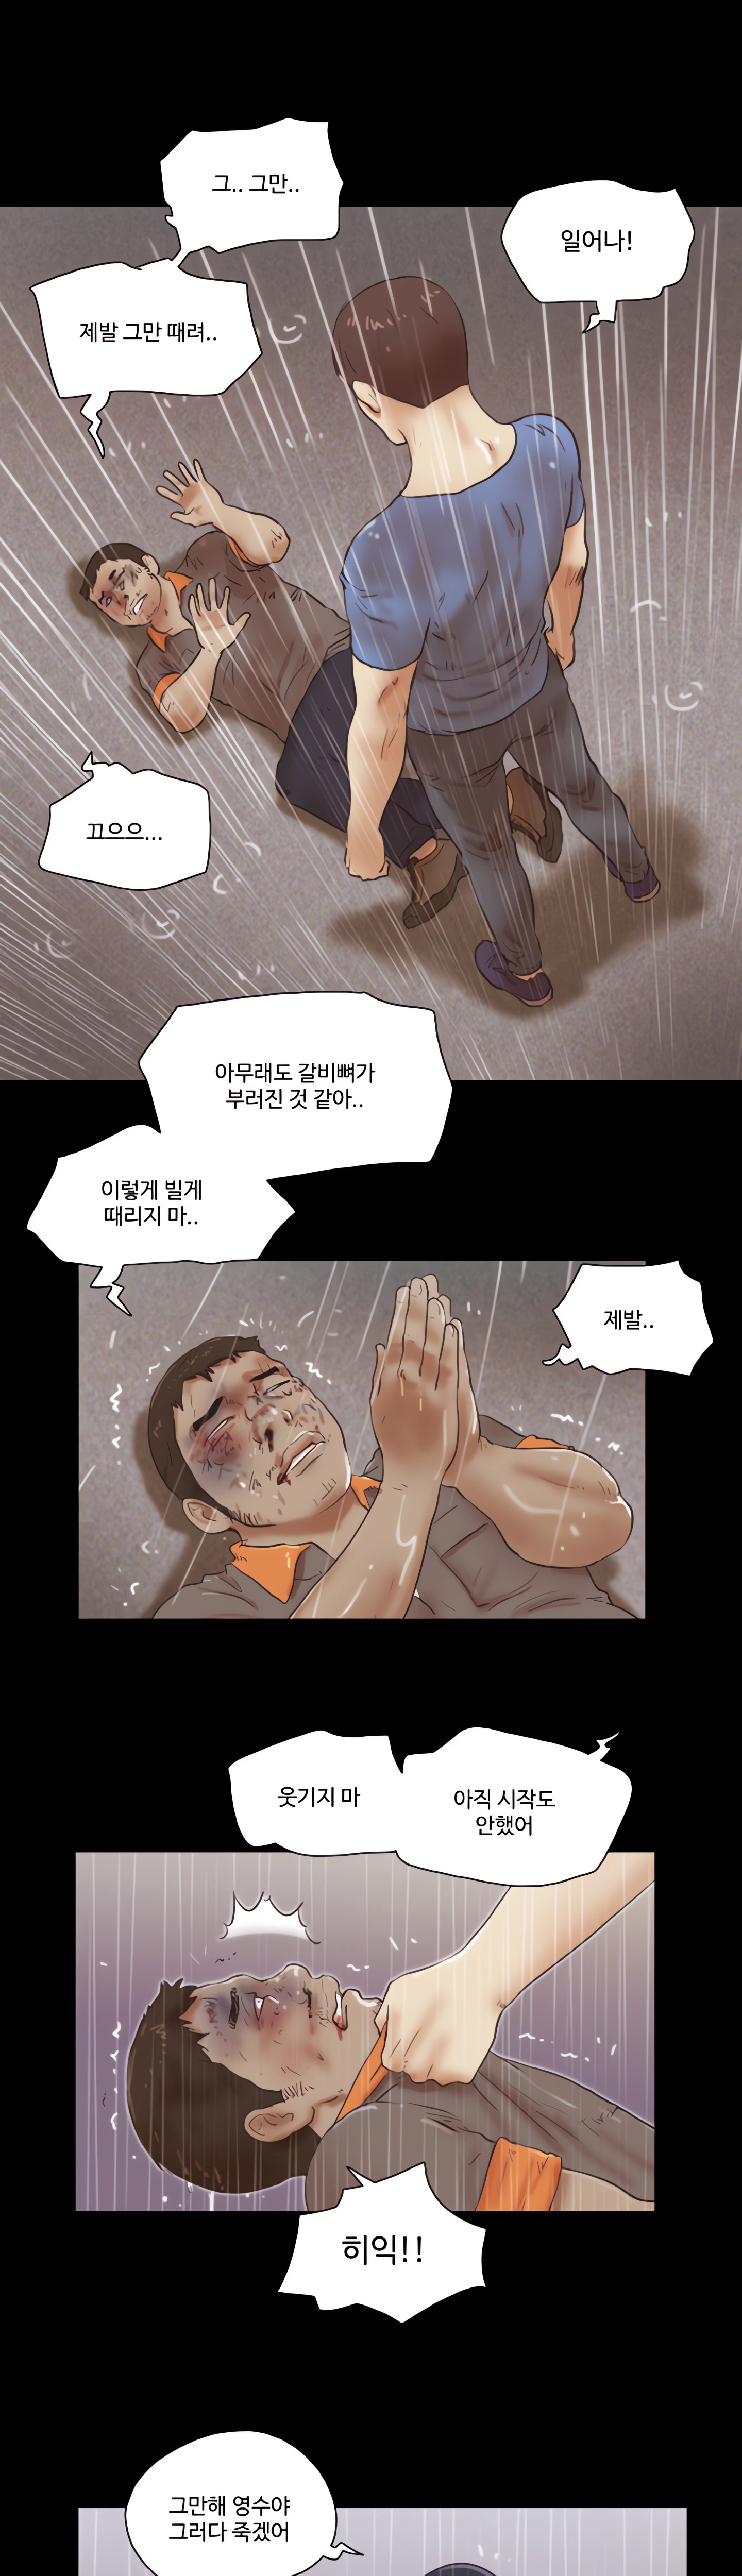 그.. 그만..
일어나!
제발 그만 때려..
끄으으...
아무래도 갈비뼈가
부러진 것 같아..
이렇게 빌게
때리지 마..
제발..
웃기지 마
아직 시작도
안했어
히익!!
그만해 영수야
그러다 죽겠어